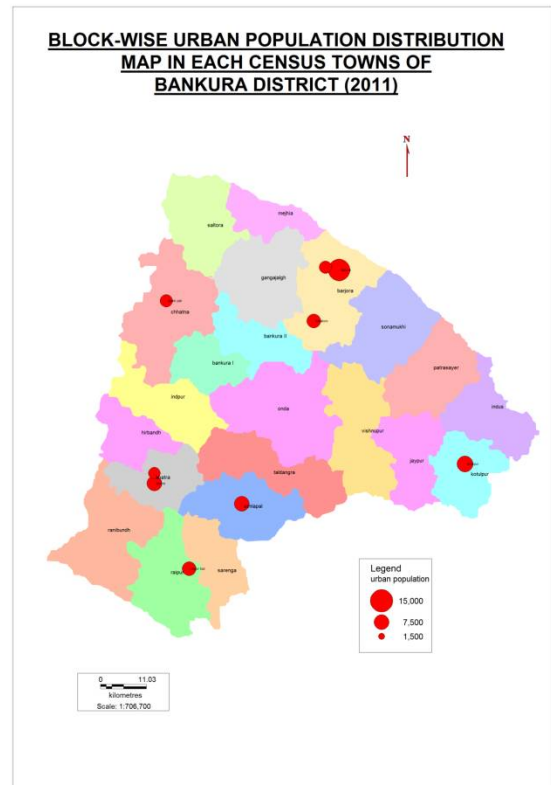 BLOCK-WISE URBAN POPULATION DISTRIBUTION
MAP IN EACH CENSUS TOWNS OF
BANKURA DISTRICT (2011)
N
mejhia
saltora
gangajalgh
barjora
chhatna
sonamukhi
bankura ii
bankura i
patrasayer
indpur
indus
onda
vishnupur
hirbandh
jaypur
kotulpur
taldangra
ranibundh
raipur
sarenga
Legend
urban population
15,000
7,500
1,500
0 11.03
kilometres
Scale: 1:706,700